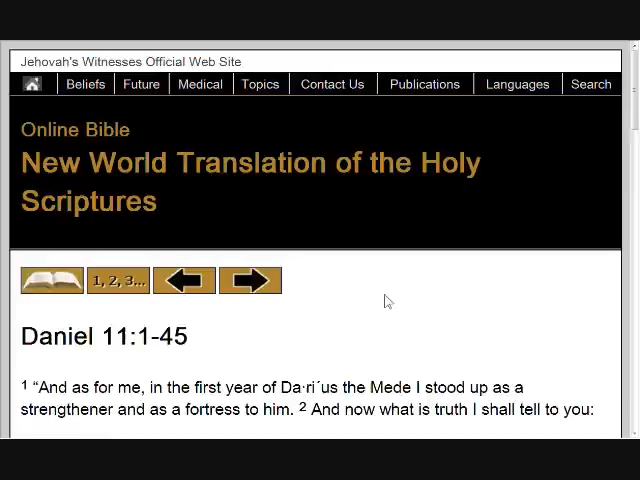 Jehovah's Witnesses Official Web Site
Beliefs Future Medical Topics Contact Us Publications Languages Search
Online Bible
New World Translation of the Holy
Scriptures
1, 2, 3...
Daniel 11:1-45
1 “And as for me, in the first year of Da·ri´us the Mede I stood up as a
strengthener and as a fortress to him. 2 And now what is truth I shall tell to you: